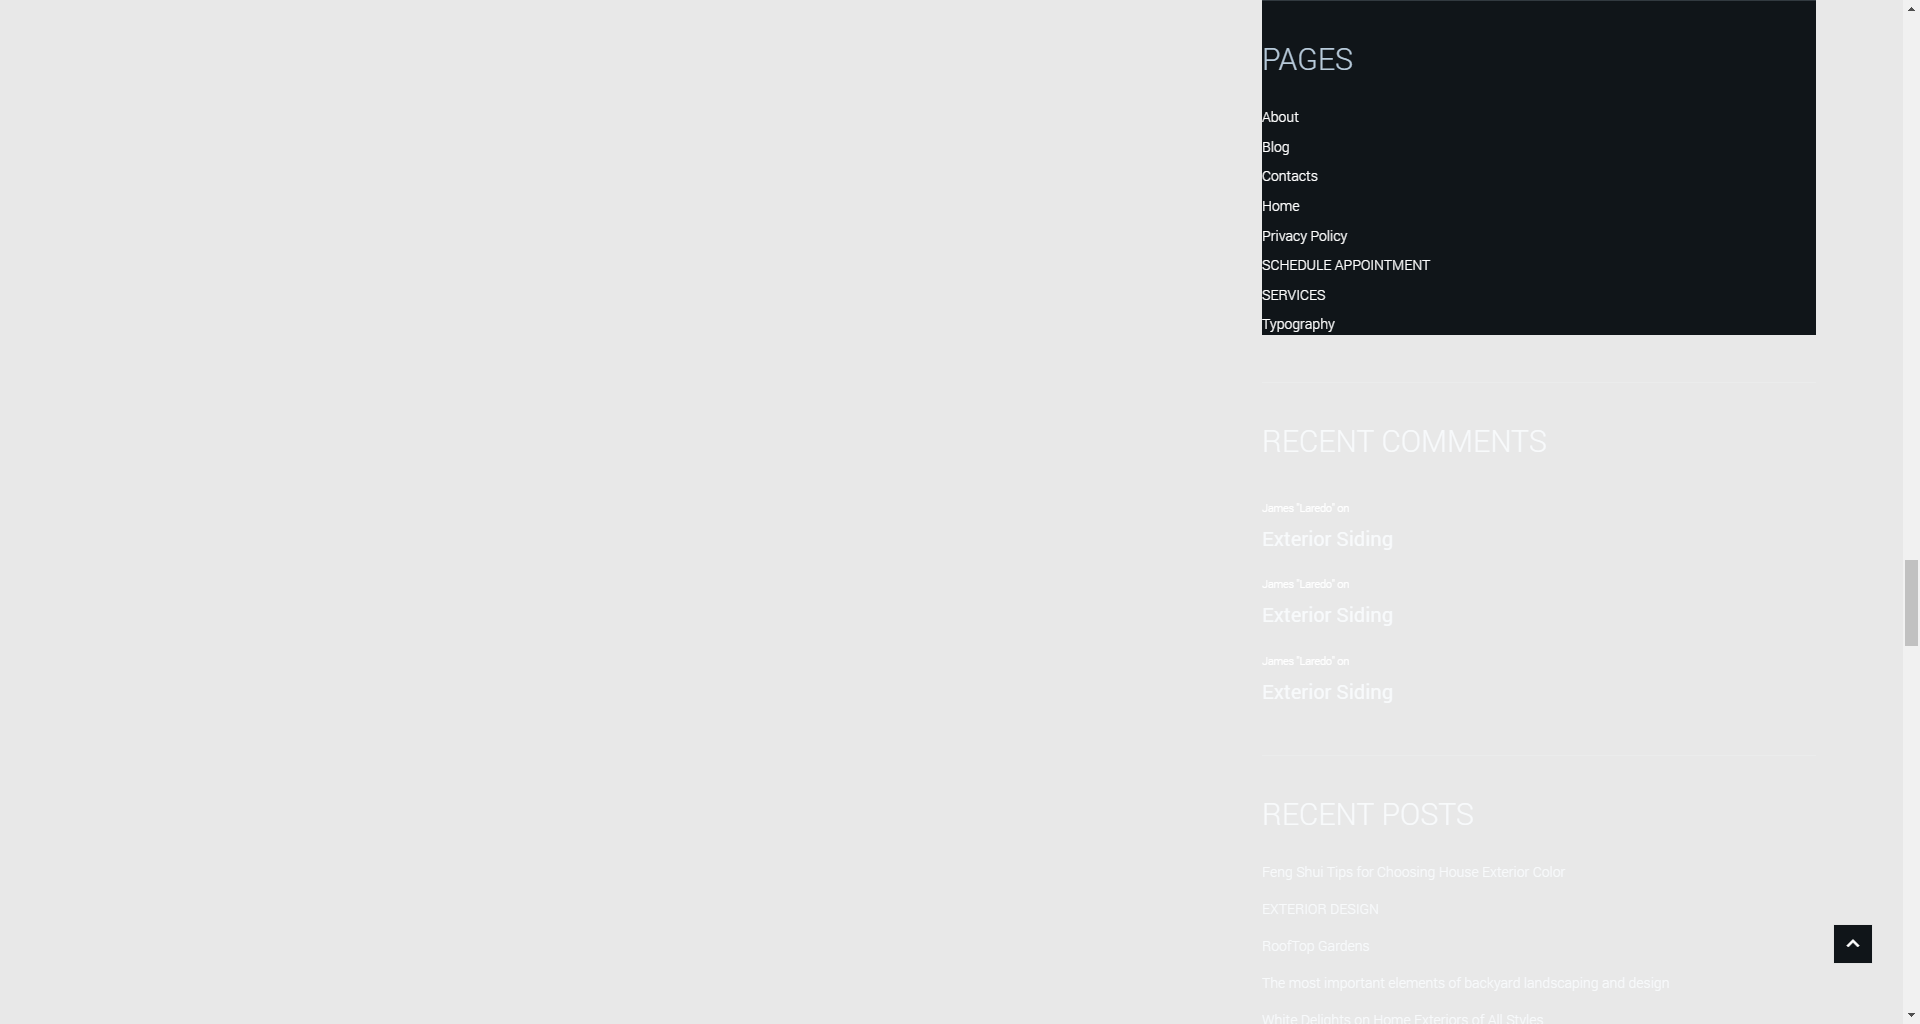 PAGES
About
Blog
Contacts
Home
Privacy Policy
SCHEDULE APPOINTMENT
SERVICES
Typography
RECENT COMMENTS
James "Laredo" on
Exterior Siding
James "Laredo" on
Exterior Siding
James "Laredo" on
Exterior Siding
RECENT POSTS
Feng Shui Tips for Choosing House Exterior Color
EXTERIOR DESIGN
RoofTop Gardens
The most important elements of backyard landscaping and design
White Delights on Home Exteriors of All Styles